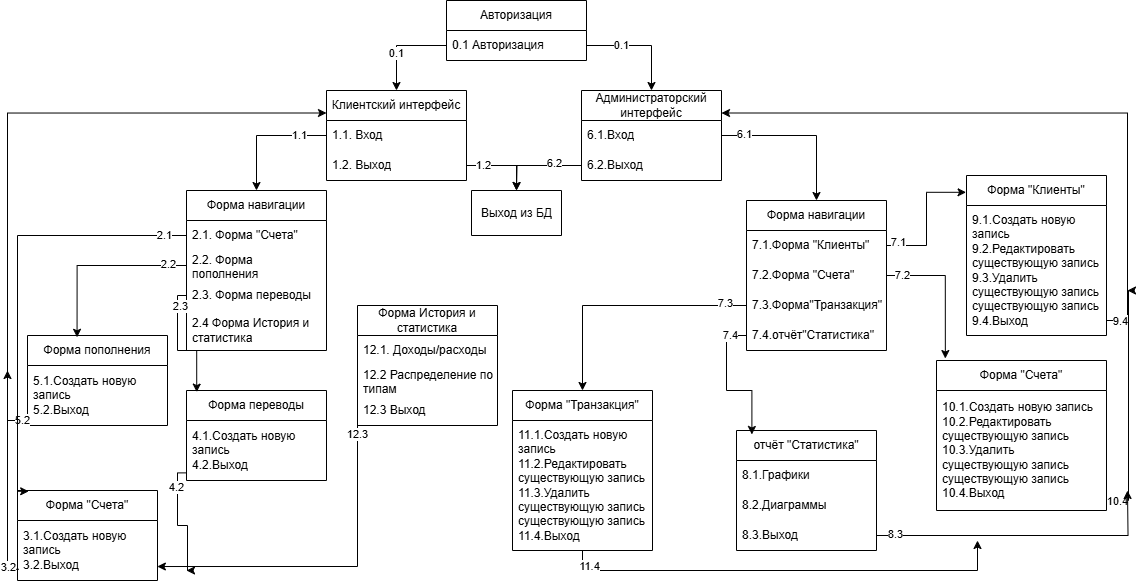 Авторизация
0.1 Авторизация
0.1
0.1
Клиентский интерфейс
1.1. Вход
1.2. Выход
Администраторский
интерфейс
6.1.Вход
6.2.Выход
1.1
1.2
6.2
6.1
Выход из БД
Форма навигации
2.1. Форма "Счета"
2.2. Форма
пополнения
2.3. Форма переводы
2.4 Форма История и
статистика
2.1
2.2
2.3
Форма навигации
7.1.Форма "Клиенты"
7.2.Форма "Счета"
7.3.Форма"Транзакция"
7.4.отчёт"Статистика"
7.1
7.2
7.3
7.4
Форма "Клиенты"
9.1.Создать новую
запись
9.2.Редактировать
существующую запись
9.3.Удалить
существующую запись
существующую запись
9.4.Выход
9.4
Форма История и
статистика
12.1. Доходы/расходы
12.2 Распределение по
типам
12.3 Выход
12.3
Форма пополнения
5.1.Создать новую
запись
5.2.Выход
5.2
Форма переводы
4.1.Создать новую
запись
4.2.Выход
4.2
Форма "Транзакция"
11.1.Создать новую
запись
11.2.Редактировать
существующую запись
11.3.Удалить
существующую запись
существующую запись
11.4.Выход
11.4
отчёт "Статистика"
8.1.Графики
8.2.Диаграммы
8.3.Выход
8.3
Форма "Счета"
10.1.Создать новую запись
10.2.Редактировать
существующую запись
10.3.Удалить
существующую запись
существующую запись
10.4.Выход
10.4
Форма "Счета"
3.1.Создать новую
запись
3.2.Выход
3.2